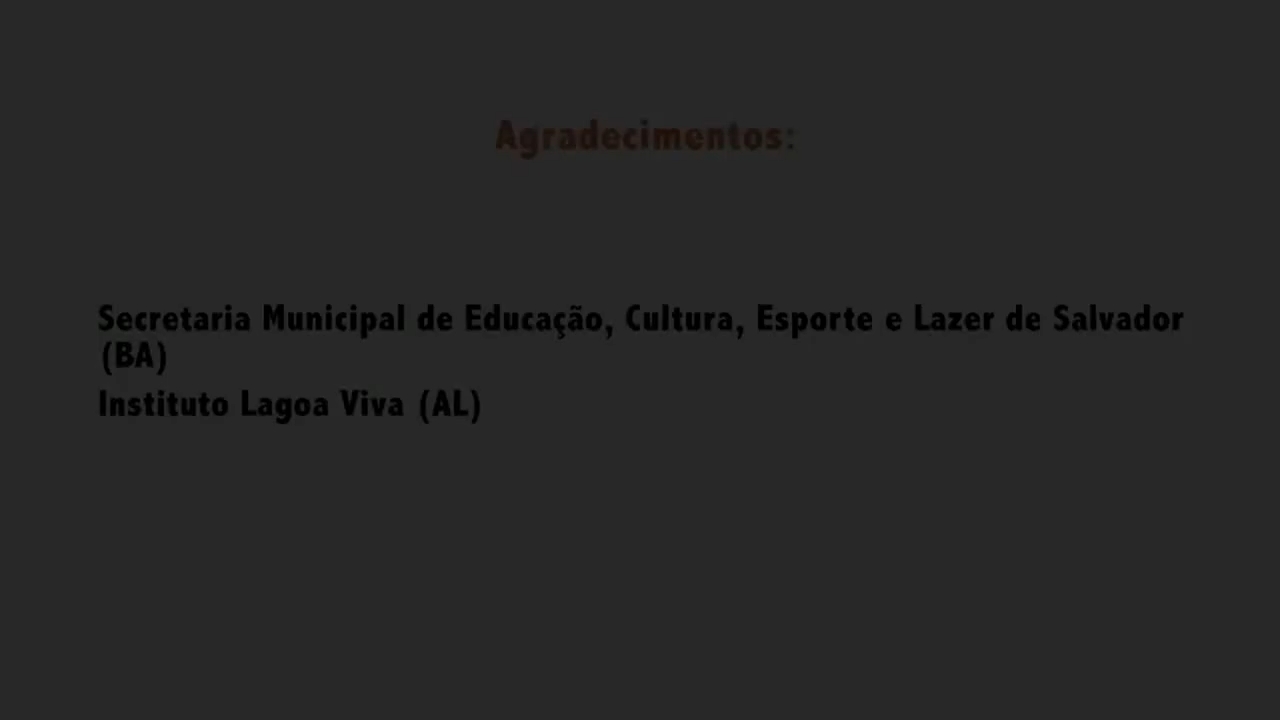 Agradecimentos:
Secretaria Municipal de Educação, Cultura, Esporte e Lazer de Salvador
(BA)
Instituto Lagoa Viva (AL)